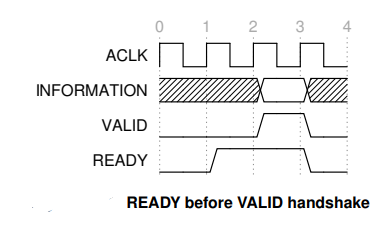 0 1 2 3 4
ACLK
INFORMATION
VALID
READY
READY before VALID handshake